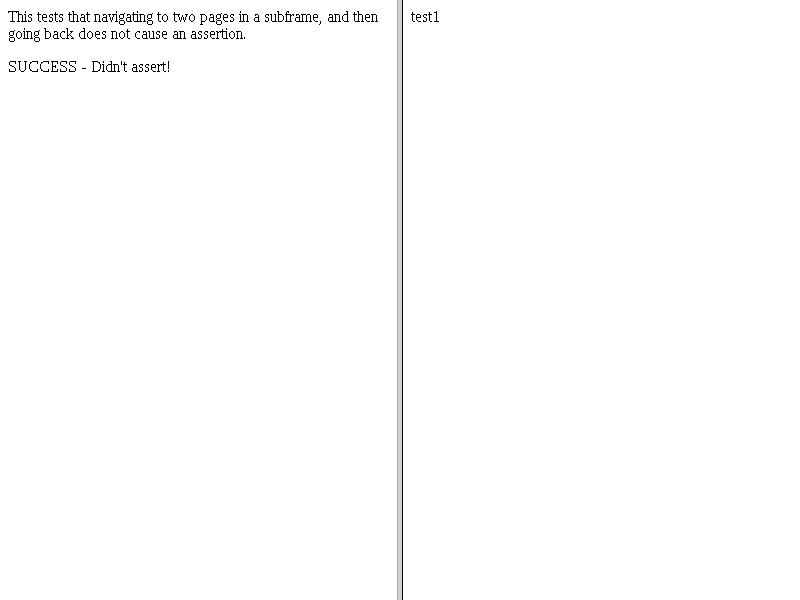 This tests that navigating to two pages in a subframe, and then
going back does not cause an assertion.
SUCCESS - Didn't assert!
test1